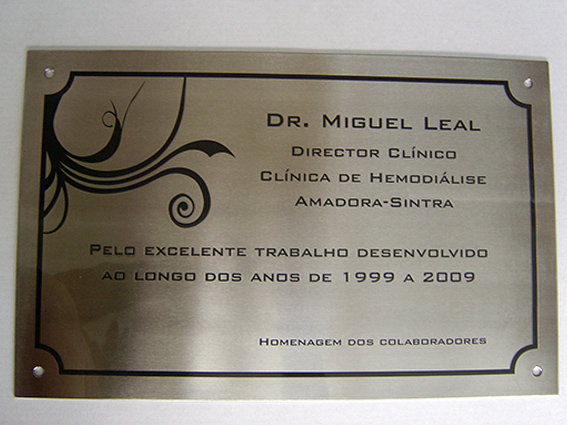 Dr. Miguel Leal
Director Clínico
Clínica de Hemodiálise
Amadora-Sintra
Pelo excelente trabalho desenvolvido
ao longo dos anos de 1999 a 2009
Homenagem dos colaboradores